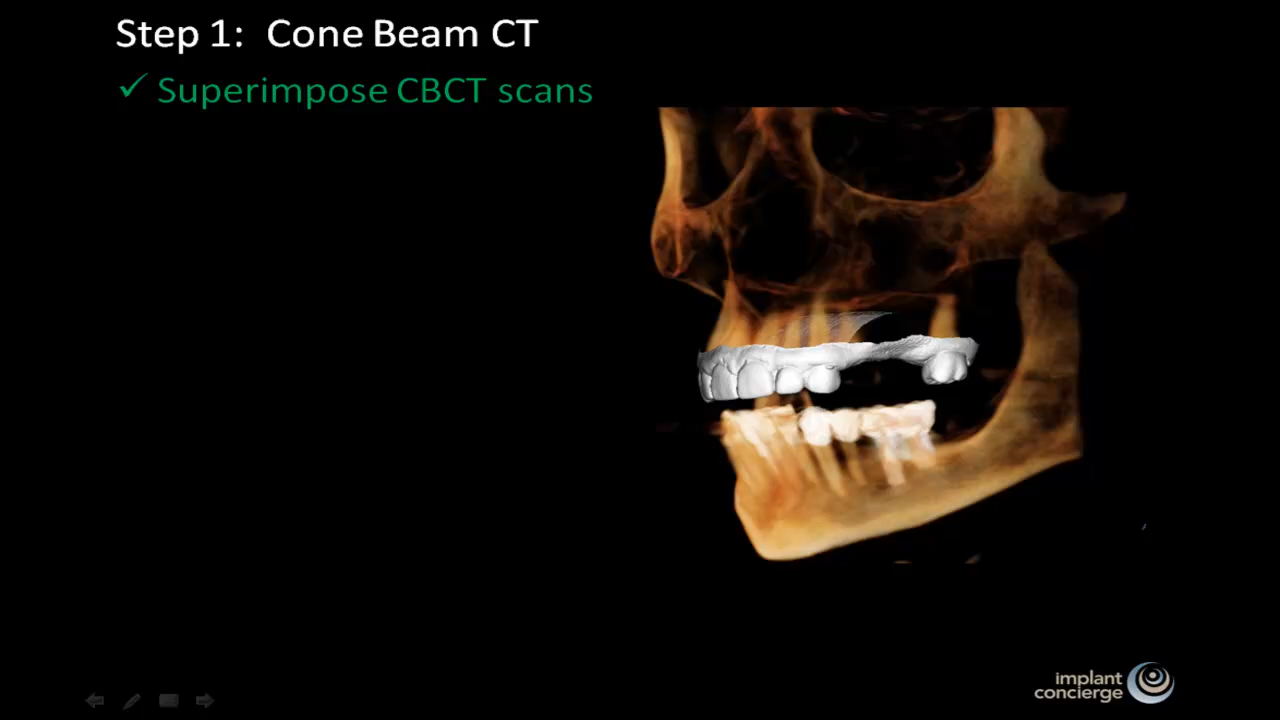 Step 1: Cone Beam CT
✓ Superimpose CBCT scans
implant
concierge